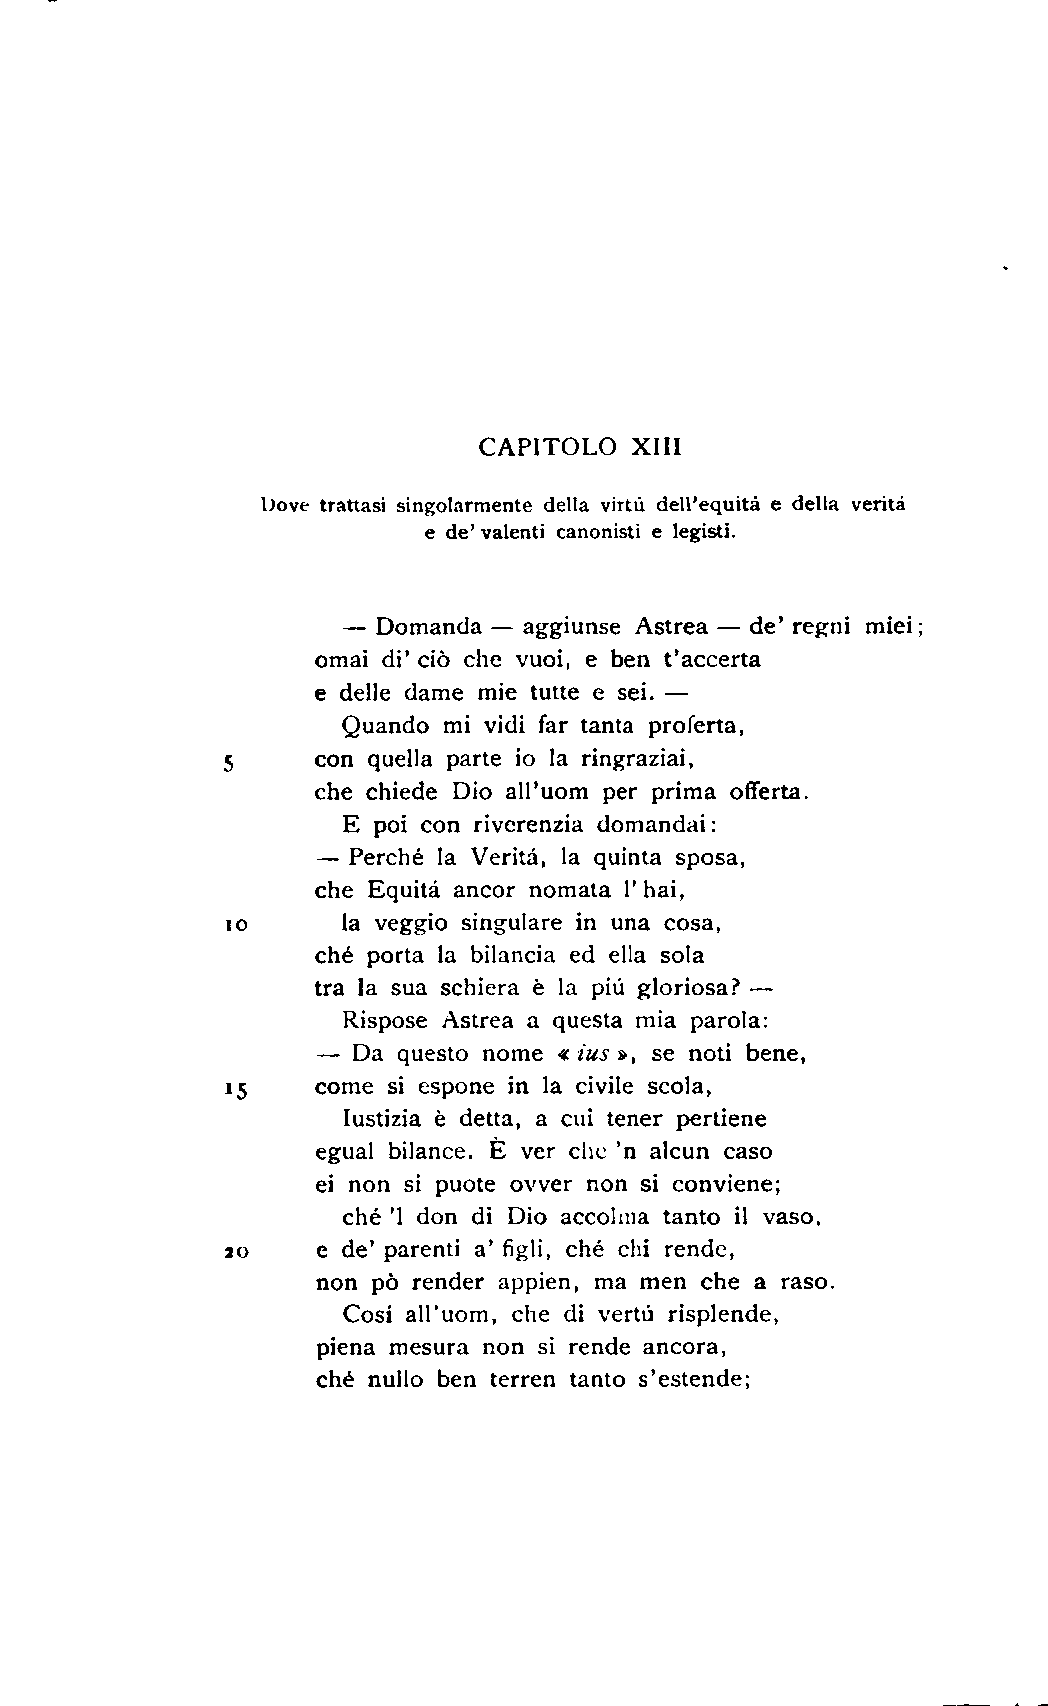 CAPITOLO XIII
Dove trattasi singolarmente della virtú dell'equitá e della veritá
e de' valenti canonisti e legisti.
— Domanda — aggiunse Astrea — de' regni miei;
omai di' ciò che vuoi, e ben t'accerta
e delle dame mie tutte e sei. —
Quando mi vidi far tanta proferta,
5 con quella parte io la ringraziai,
che chiede Dio all'uom per prima offerta.
E poi con riverenzia domandai:
— Perché la Veritá, la quinta sposa,
che Equitá ancor nomata l'hai,
10 la veggio singulare in una cosa,
ché porta la bilancia ed ella sola
tra la sua schiera è la piú gloriosa? —
Rispose Astrea a questa mia parola:
— Da questo nome « ius », se noti bene,
15 come si espone in la civile scola,
Iustizia è detta, a cui tener pertiene
egual bilance. È ver che 'n alcun caso
ei non si puote ovver non si conviene;
ché 'l don di Dio accolma tanto il vaso,
20 e de' parenti a' figli, ché chi rende,
non pò render appien, ma men che a raso.
Cosí all'uom, che di vertú risplende,
piena mesura non si rende ancora,
ché nullo ben terren tanto s'estende;